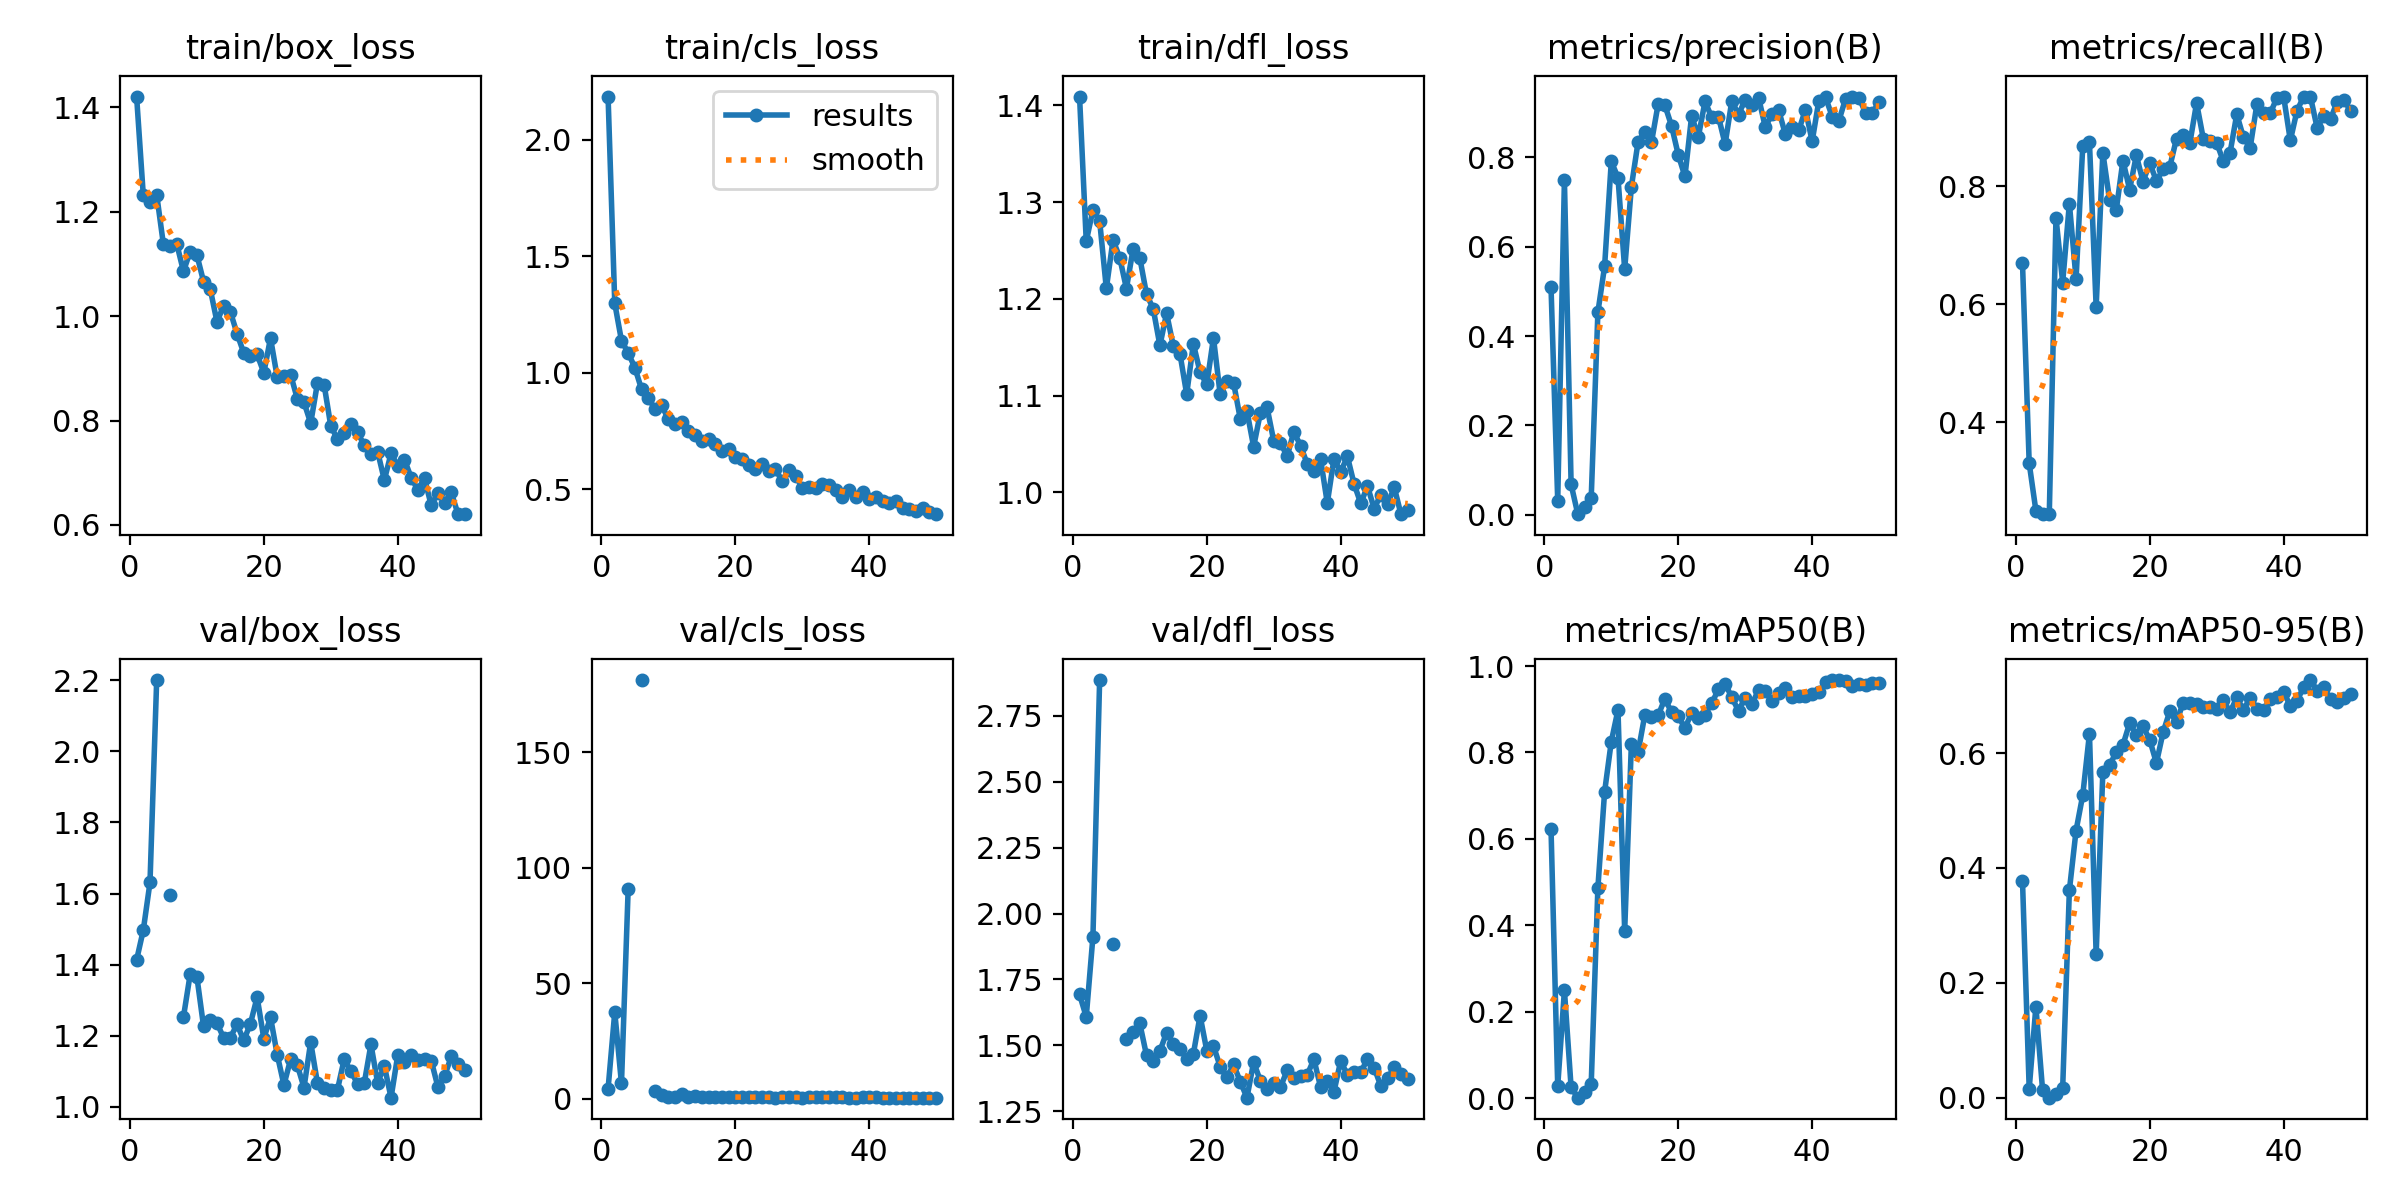 train/box_loss
train/cls_loss
train/dfl_loss
metrics/precision(B)
metrics/recall(B)
1.4
1.2
1.0
0.8
0.6
0 20 40
results
smooth
2.0
1.5
1.0
0.5
0 20 40
1.4
1.3
1.2
1.1
1.0
0 20 40
0.8
0.6
0.4
0.2
0.0
0 20 40
0.8
0.6
0.4
0 20 40
val/box_loss
val/cls_loss
val/dfl_loss
metrics/mAP50(B)
metrics/mAP50-95(B)
2.2
2.0
1.8
1.6
1.4
1.2
1.0
0 20 40
150
100
50
0
0 20 40
2.75
2.50
2.25
2.00
1.75
1.50
1.25
0 20 40
1.0
0.8
0.6
0.4
0.2
0.0
0 20 40
0.6
0.4
0.2
0.0
0 20 40